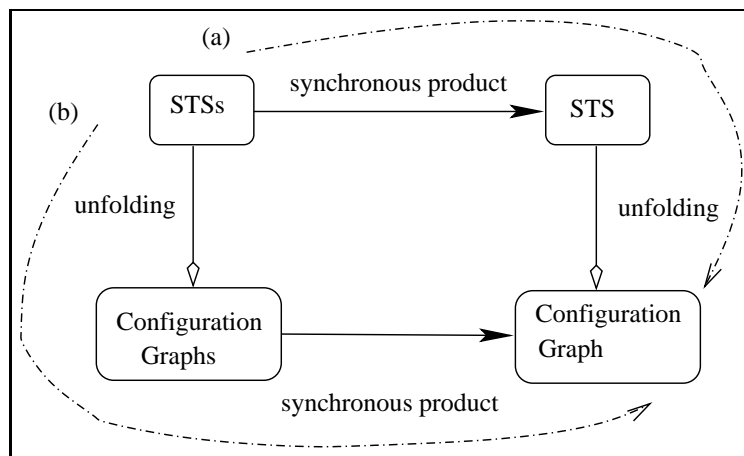 (a)
synchronous product
STSs
STS
(b)
unfolding
unfolding
Configuration
Graphs
Configuration
Graph
synchronous product